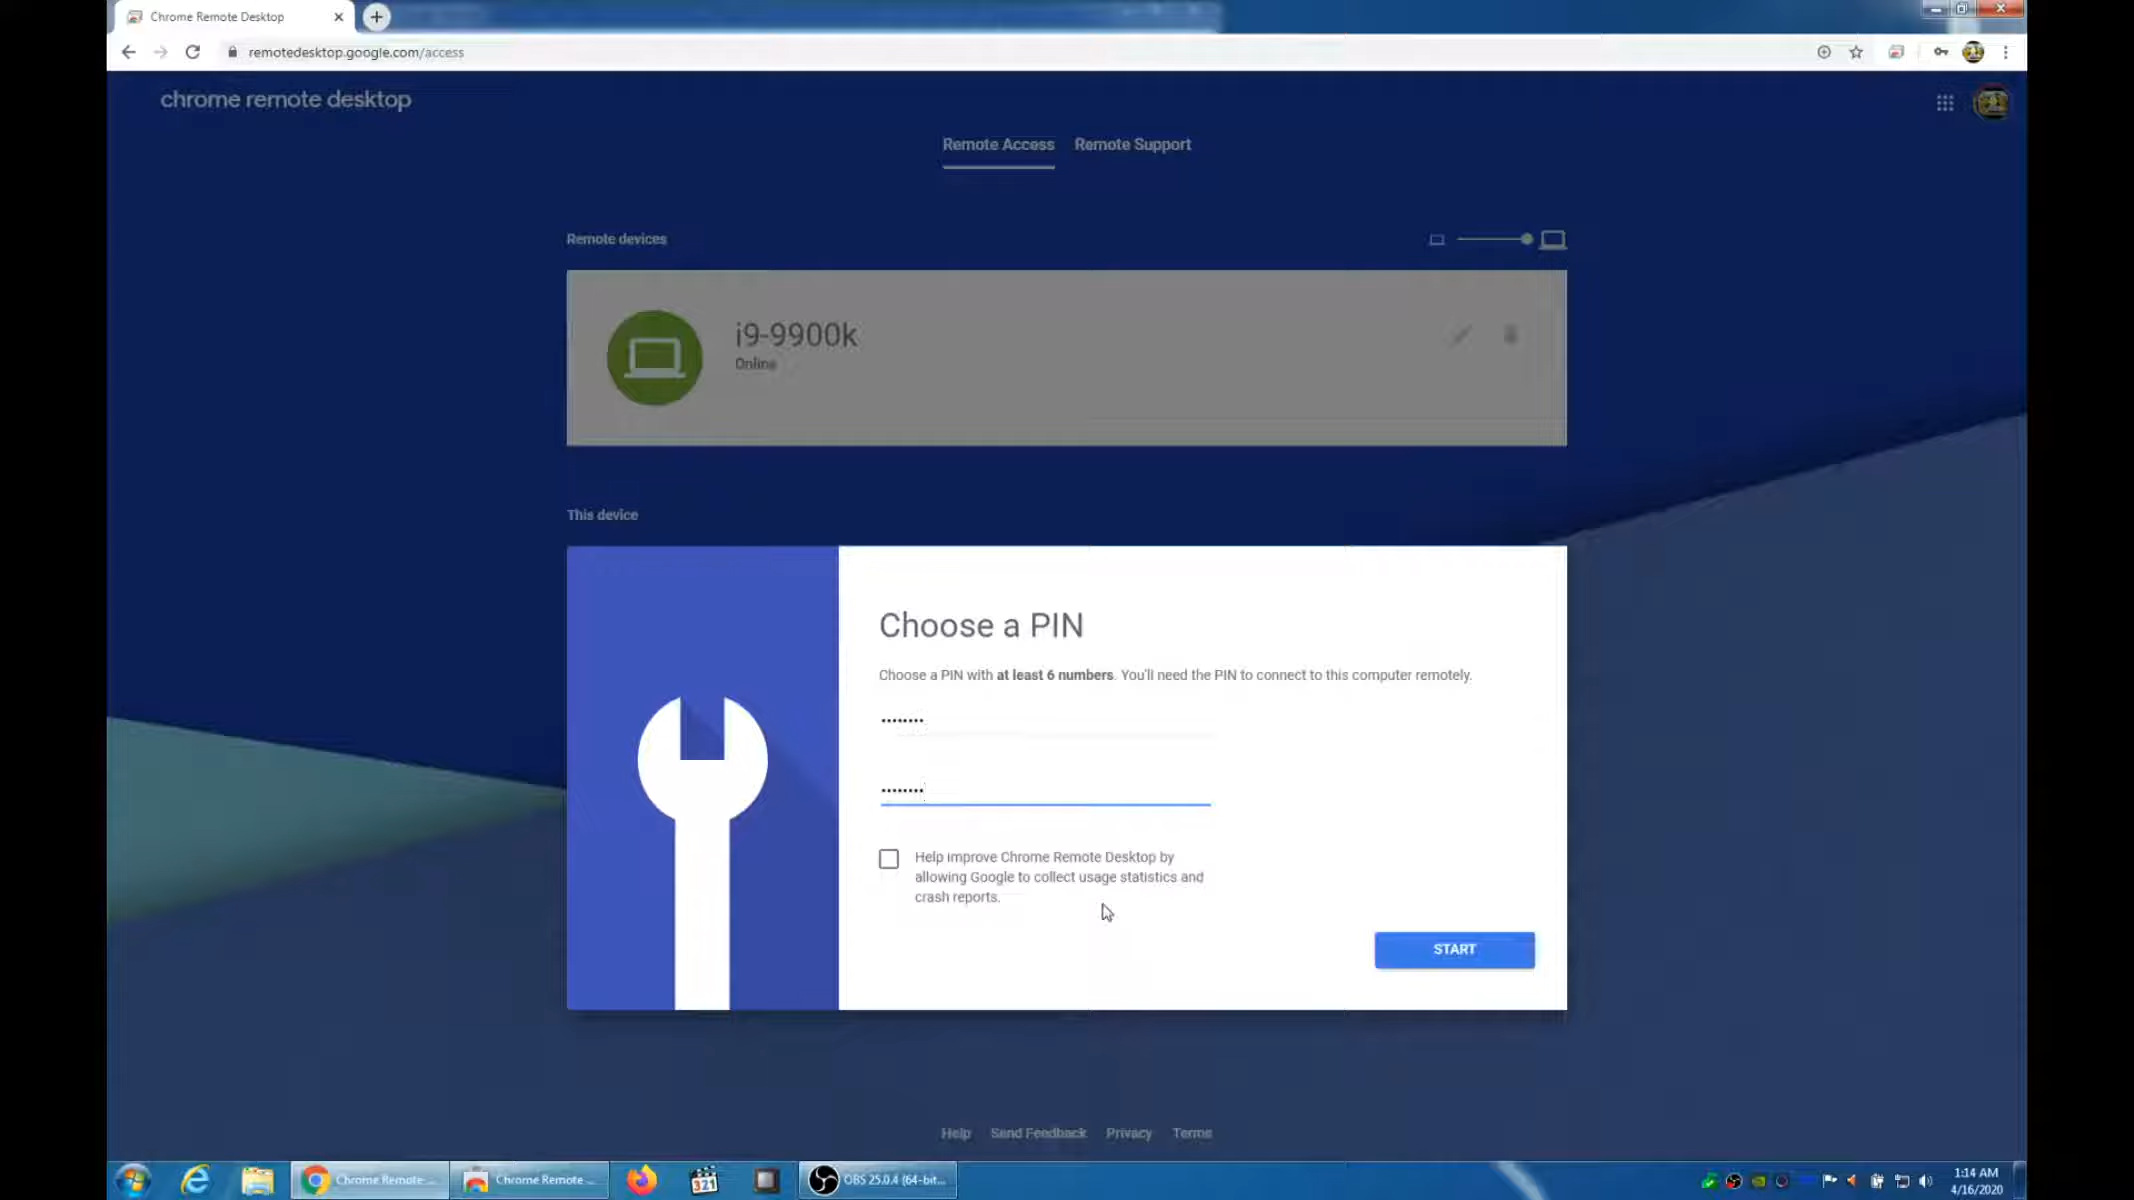 Chrome Remote Desktop
remotedesktop.google.com/access
chrome remote desktop
Remote Access Remote Support
Remote devices
i9-9900k
Online
This device
Choose a PIN
Choose a PIN with at least 6 numbers. You'll need the PIN to connect to this computer remotely.
••••••••
••••••••
Help improve Chrome Remote Desktop by
allowing Google to collect usage statistics and
crash reports.
START
Help Send Feedback Privacy Terms
Chrome Remote ... Chrome Remote ... 321 OBS 25.0.4 (64-bit... 1:14 AM
4/16/2020